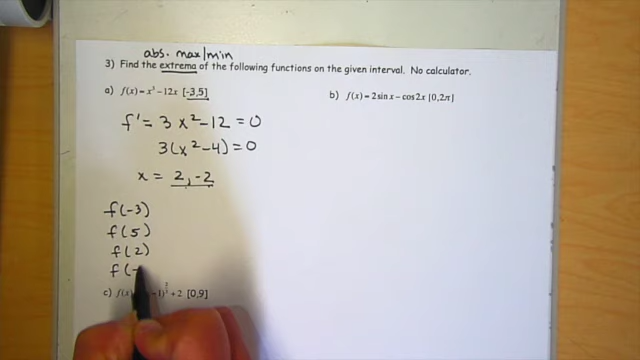 abs. max/min
3) Find the extrema of the following functions on the given interval. No calculator.
a) f(x) = x³ – 12x [-3,5]
b) f(x) = 2 sin x – cos 2x [0,2π]
f' = 3x² – 12 = 0
3(x² – 4) = 0
x = 2, -2
f(-3)
f(5)
f(2)
f(-
c) f(x) –1)^⅔ + 2 [0,9]